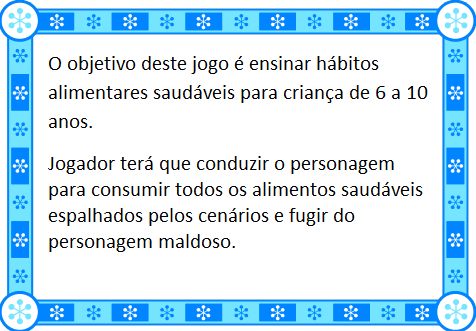 O objetivo deste jogo é ensinar hábitos
alimentares saudáveis para criança de 6 a 10
anos.
Jogador terá que conduzir o personagem
para consumir todos os alimentos saudáveis
espalhados pelos cenários e fugir do
personagem maldoso.